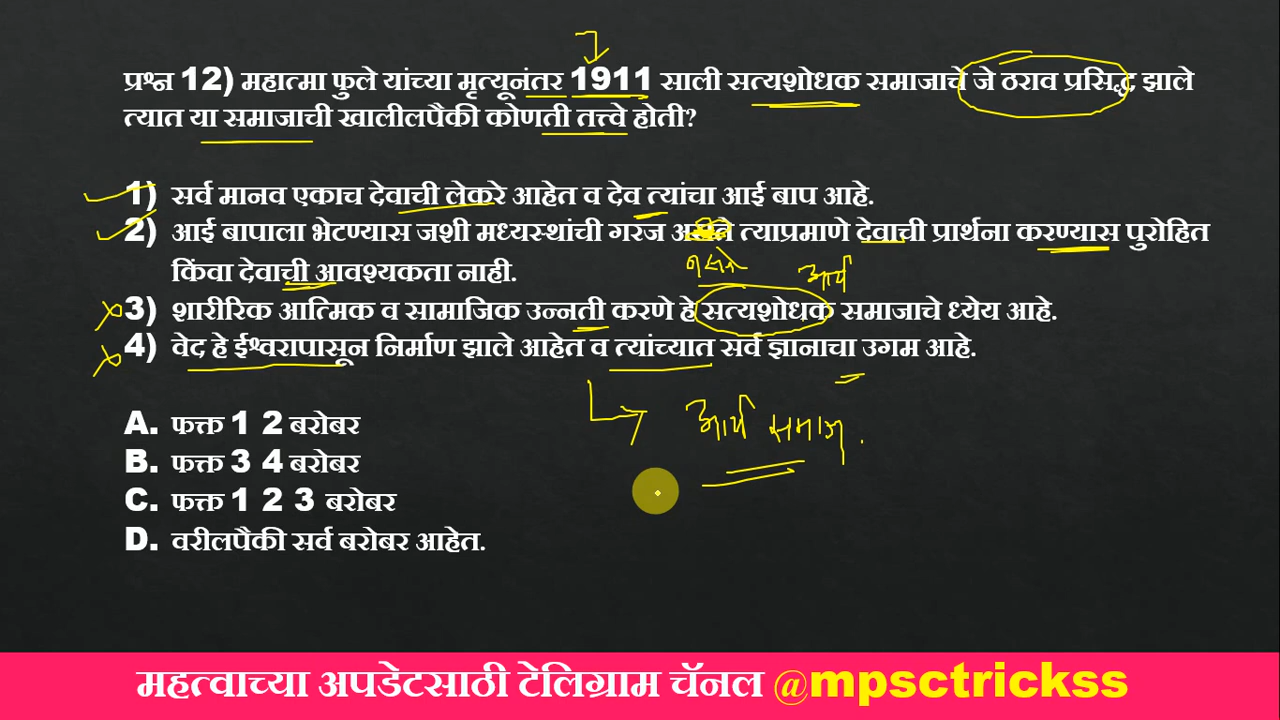 प्रश्न 12) महात्मा फुले यांच्या मृत्यूनंतर 1911 साली सत्यशोधक समाजाचे जे ठराव प्रसिद्ध झाले
त्यात या समाजाची खालीलपैकी कोणती तत्त्वे होती?
1) सर्व मानव एकाच देवाची लेकरे आहेत व देव त्यांचा आई बाप आहे.
2) आई बापाला भेटण्यास जशी मध्यस्थांची गरज असते त्याप्रमाणे देवाची प्रार्थना करण्यास पुरोहित
किंवा देवाची आवश्यकता नाही.
नसते आर्य
3) शारीरिक आत्मिक व सामाजिक उन्नती करणे हे सत्यशोधक समाजाचे ध्येय आहे.
4) वेद हे ईश्वरापासून निर्माण झाले आहेत व त्यांच्यात सर्व ज्ञानाचा उगम आहे.
आर्य समाज.
A. फक्त 1 2 बरोबर
B. फक्त 3 4 बरोबर
C. फक्त 1 2 3 बरोबर
D. वरीलपैकी सर्व बरोबर आहेत.
महत्वाच्या अपडेटसाठी टेलिग्राम चॅनल @mpsctrickss